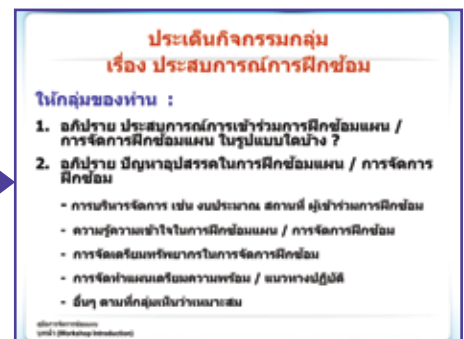 ประเด็นกิจกรรมกลุ่ม
เรื่อง ประสบการณ์การฝึกซ้อม
ให้กลุ่มของท่าน :
1. อภิปราย ประสบการณ์การเข้าร่วมการฝึกซ้อมแผน /
การจัดการฝึกซ้อมแผน ในรูปแบบใดบ้าง ?
2. อภิปราย ปัญหาอุปสรรคในการฝึกซ้อมแผน / การจัดการ
ฝึกซ้อม
- การบริหารจัดการ เช่น งบประมาณ สถานที่ ผู้เข้าร่วมการฝึกซ้อม
- ความรู้ความเข้าใจในการฝึกซ้อมแผน / การจัดการฝึกซ้อม
- การจัดเตรียมทรัพยากรในการจัดการฝึกซ้อม
- การจัดทำแผนเตรียมความพร้อม / แนวทางปฏิบัติ
- อื่นๆ ตามที่กลุ่มเห็นว่าเหมาะสม
บทนำ (Workshop Introduction)